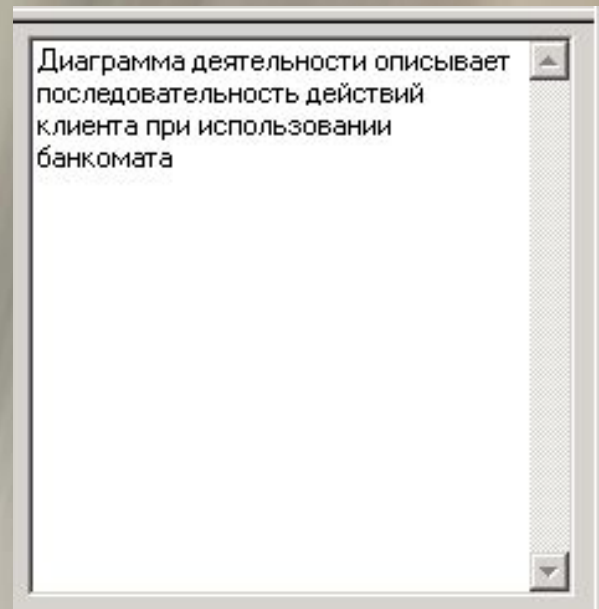 Диаграмма деятельности описывает
последовательность действий
клиента при использовании
банкомата